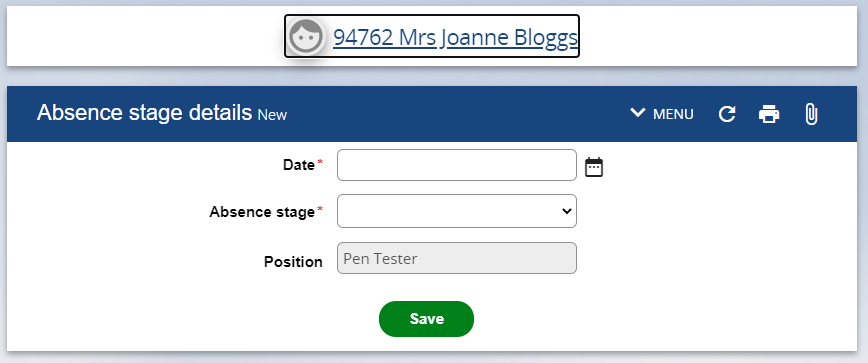 94762 Mrs Joanne Bloggs
Absence stage details New
MENU
Date*
Absence stage*
Position Pen Tester
Save